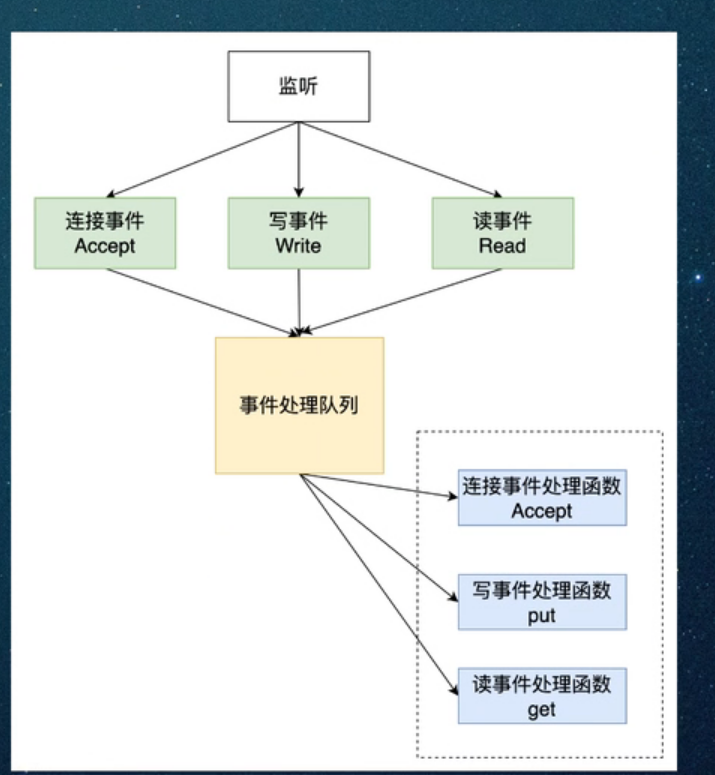 监听
连接事件
Accept
写事件
Write
读事件
Read
事件处理队列
连接事件处理函数
Accept
写事件处理函数
put
读事件处理函数
get